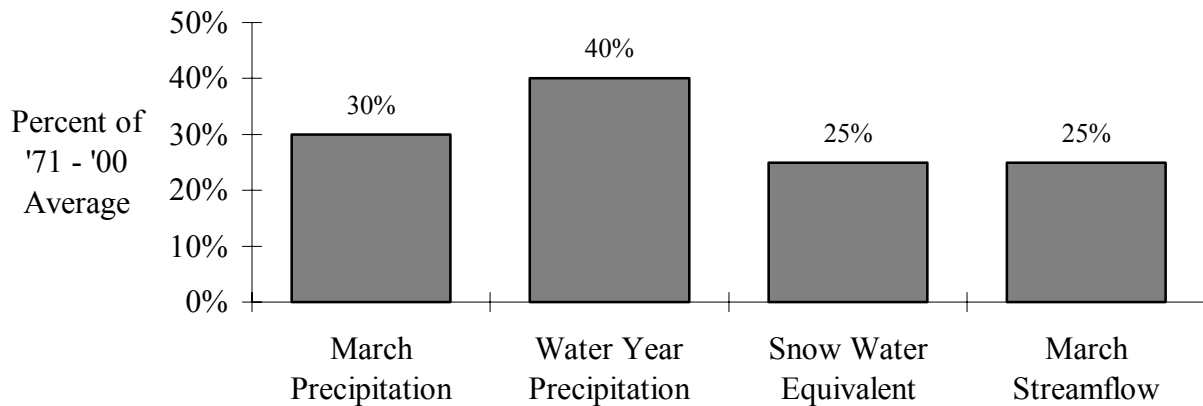 50%
40%
30%
20%
10%
0%
Percent of
'71 - '00
Average
30%
40%
25%
25%
March
Precipitation
Water Year
Precipitation
Snow Water
Equivalent
March
Streamflow